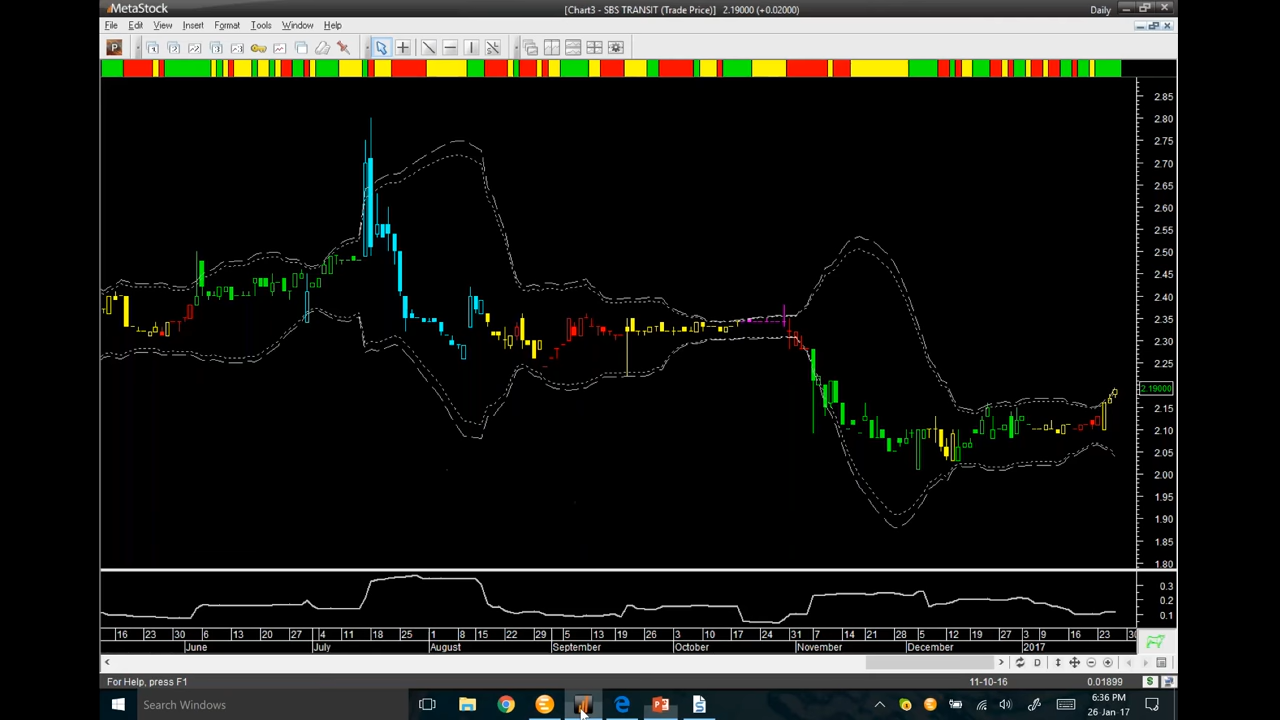 MetaStock
[Chart3 - SBS TRANSIT (Trade Price)] 2.19000 (+0.02000)
Daily
File Edit View Insert Format Tools Window Help
P
2.85
2.80
2.75
2.70
2.65
2.60
2.55
2.50
2.45
2.40
2.35
2.30
2.25
2.19000
2.15
2.10
2.05
2.00
1.95
1.90
1.85
1.80
0.3
0.2
0.1
16 23 30 6 13 20 27 4 11 18 25 1 8 15 22 29 5 13 19 26 3 10 17 24 31 7 14 21 28 5 12 19 27 3 9 16 23 30
June July August September October November December 2017
D
For Help, press F1
11-10-16
0.01899
Search Windows
6:36 PM
26 Jan-17